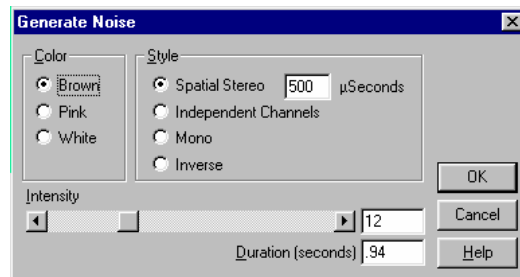 Generate Noise
Color
Brown
Pink
White
Style
Spatial Stereo 500 µSeconds
Independent Channels
Mono
Inverse
Intensity
12
Duration (seconds) .94
OK
Cancel
Help